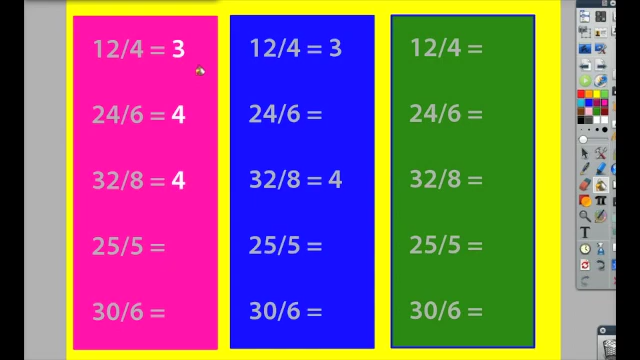 12/4 = 3
24/6 = 4
32/8 = 4
25/5 =
30/6 =
12/4 = 3
24/6 =
32/8 = 4
25/5 =
30/6 =
12/4 =
24/6 =
32/8 =
25/5 =
30/6 =